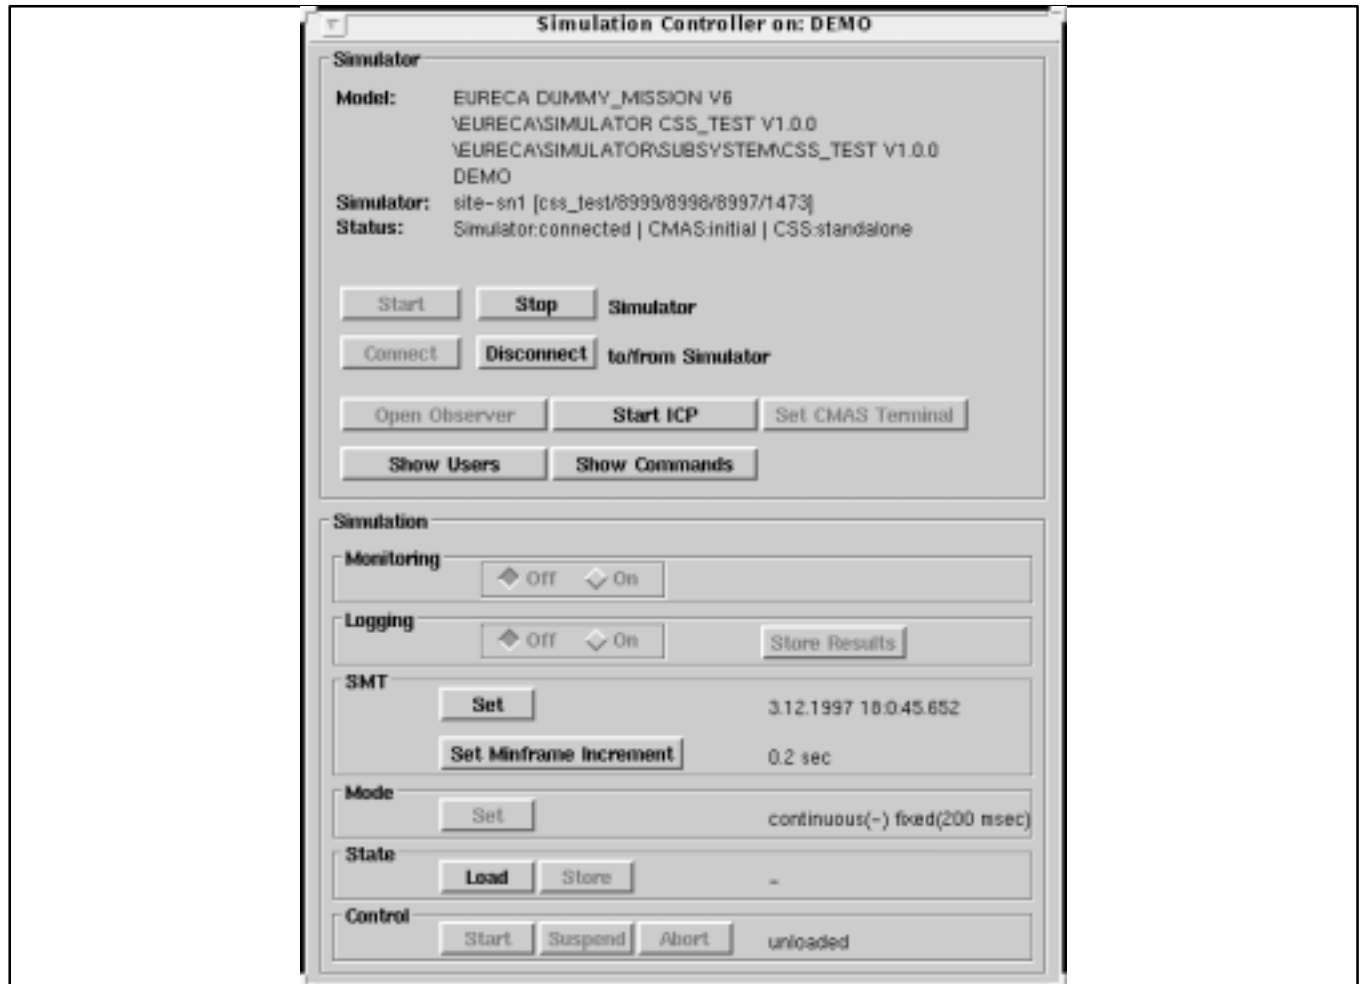 Simulation Controller on: DEMO
Simulator
Model: EURECA DUMMY_MISSION V6
\EURECA\SIMULATOR CSS_TEST V1.0.0
\EURECA\SIMULATOR\SUBSYSTEM\CSS_TEST V1.0.0
DEMO
Simulator: site-sn1 [css_test/8999/8998/8997/1473]
Status: Simulator:connected | CMAS:initial | CSS:standalone
Start Stop Simulator
Connect Disconnect to/from Simulator
Open Observer Start ICP Set CMAS Terminal
Show Users Show Commands
Simulation
Monitoring
Off On
Logging
Off On Store Results
SMT
Set 3.12.1997 18:0:45.652
Set Minframe Increment 0.2 sec
Mode
Set continuous(-) fixed(200 msec)
State
Load Store -
Control
Start Suspend Abort unloaded